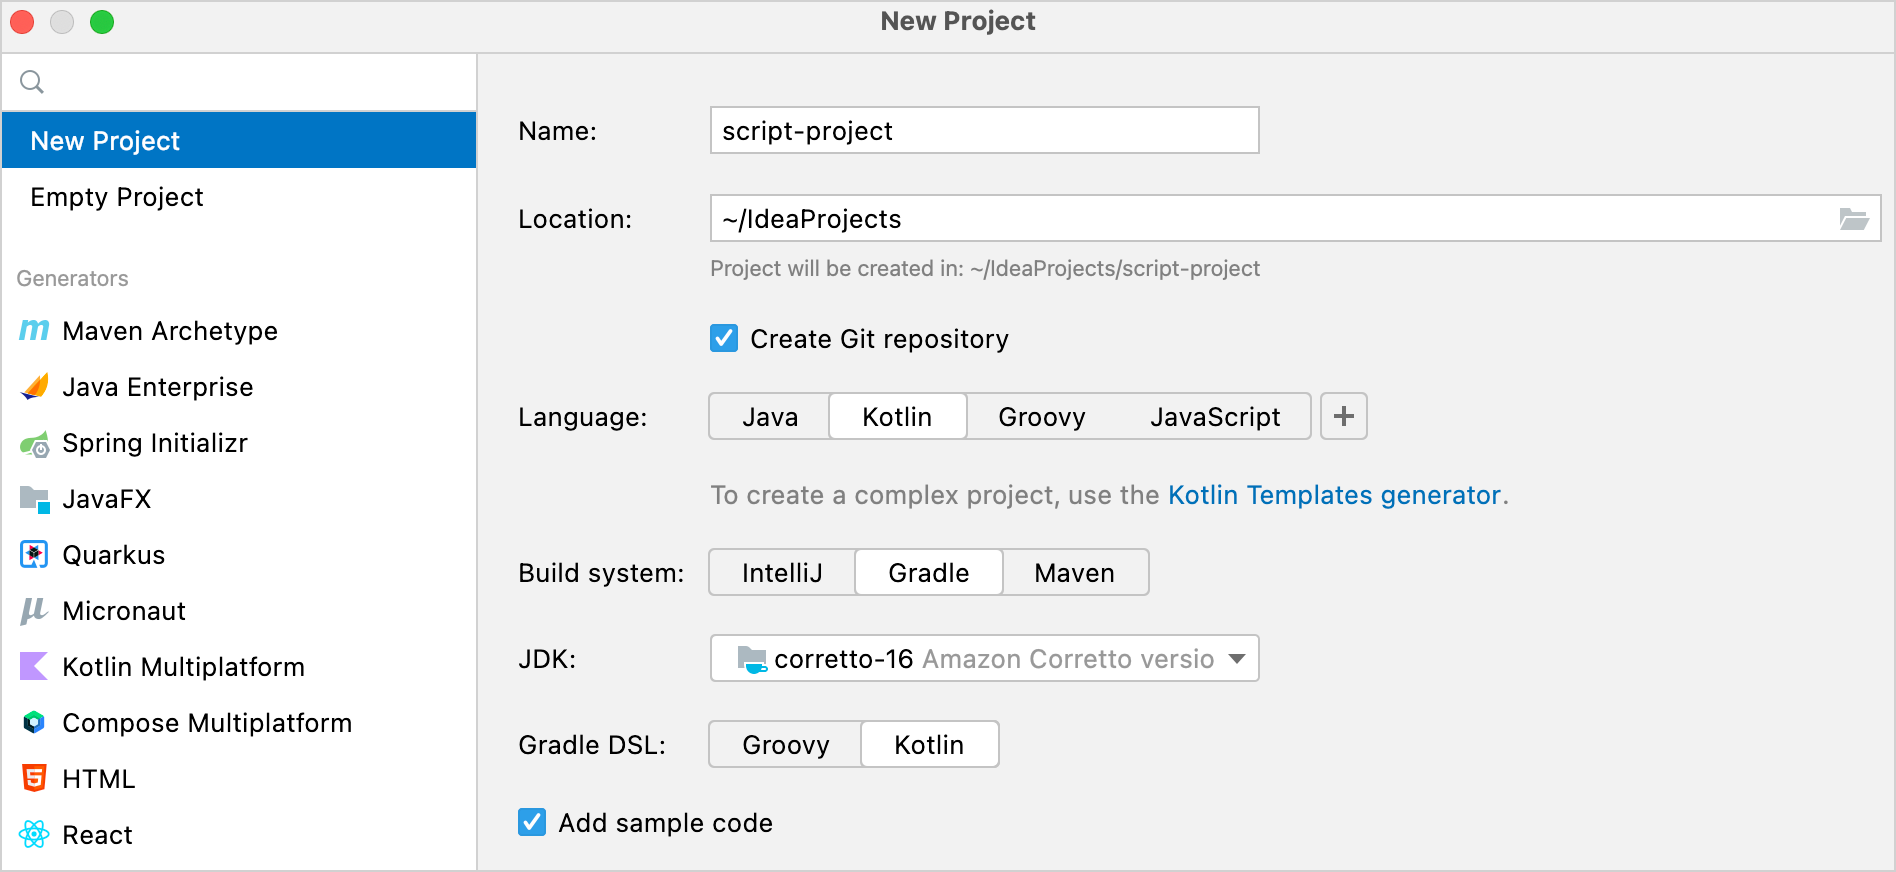 New Project
New Project
Empty Project
Generators
Maven Archetype
Java Enterprise
Spring Initializr
JavaFX
Quarkus
Micronaut
Kotlin Multiplatform
Compose Multiplatform
HTML
React
Name: script-project
Location: ~/IdeaProjects
Project will be created in: ~/IdeaProjects/script-project
Create Git repository
Language: Java Kotlin Groovy JavaScript +
To create a complex project, use the Kotlin Templates generator.
Build system: IntelliJ Gradle Maven
JDK: corretto-16 Amazon Corretto versio
Gradle DSL: Groovy Kotlin
Add sample code